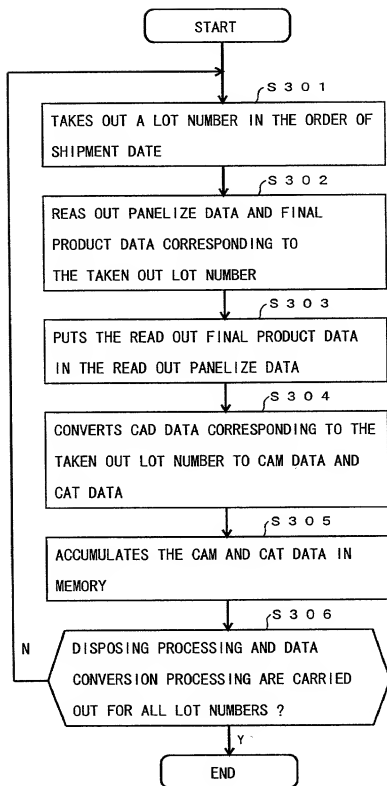 START
S301
TAKES OUT A LOT NUMBER IN THE ORDER OF
SHIPMENT DATE
S302
REAS OUT PANELIZE DATA AND FINAL
PRODUCT DATA CORRESPONDING TO
THE TAKEN OUT LOT NUMBER
S303
PUTS THE READ OUT FINAL PRODUCT DATA
IN THE READ OUT PANELIZE DATA
S304
CONVERTS CAD DATA CORRESPONDING TO THE
TAKEN OUT LOT NUMBER TO CAM DATA AND
CAT DATA
S305
ACCUMULATES THE CAM AND CAT DATA IN
MEMORY
S306
N
DISPOSING PROCESSING AND DATA
CONVERSION PROCESSING ARE CARRIED
OUT FOR ALL LOT NUMBERS ?
Y
END